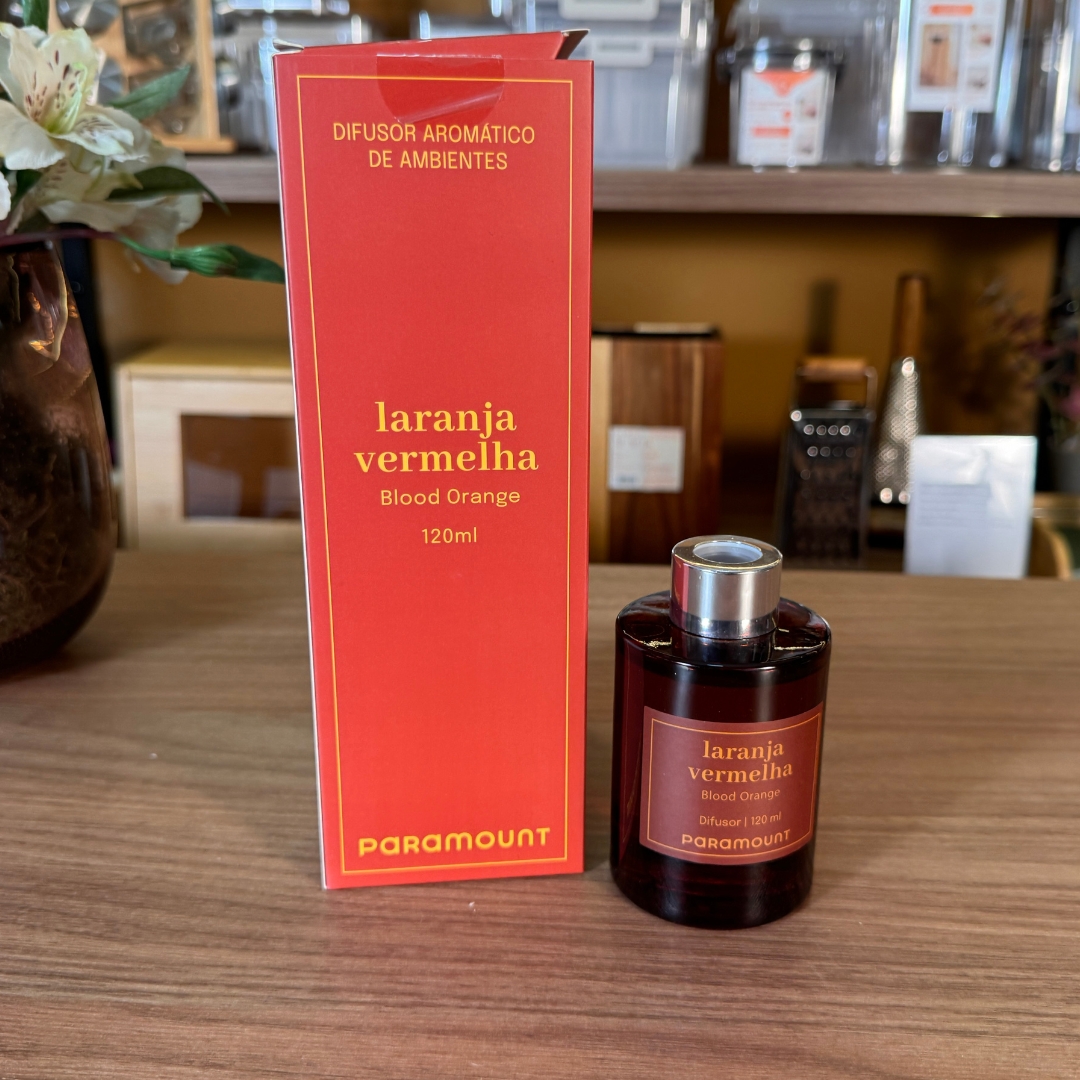 DIFUSOR AROMÁTICO
DE AMBIENTES
laranja
vermelha
Blood Orange
120ml
PARAMOUNT
laranja
vermelha
Blood Orange
Difusor | 120 ml
PARAMOUNT